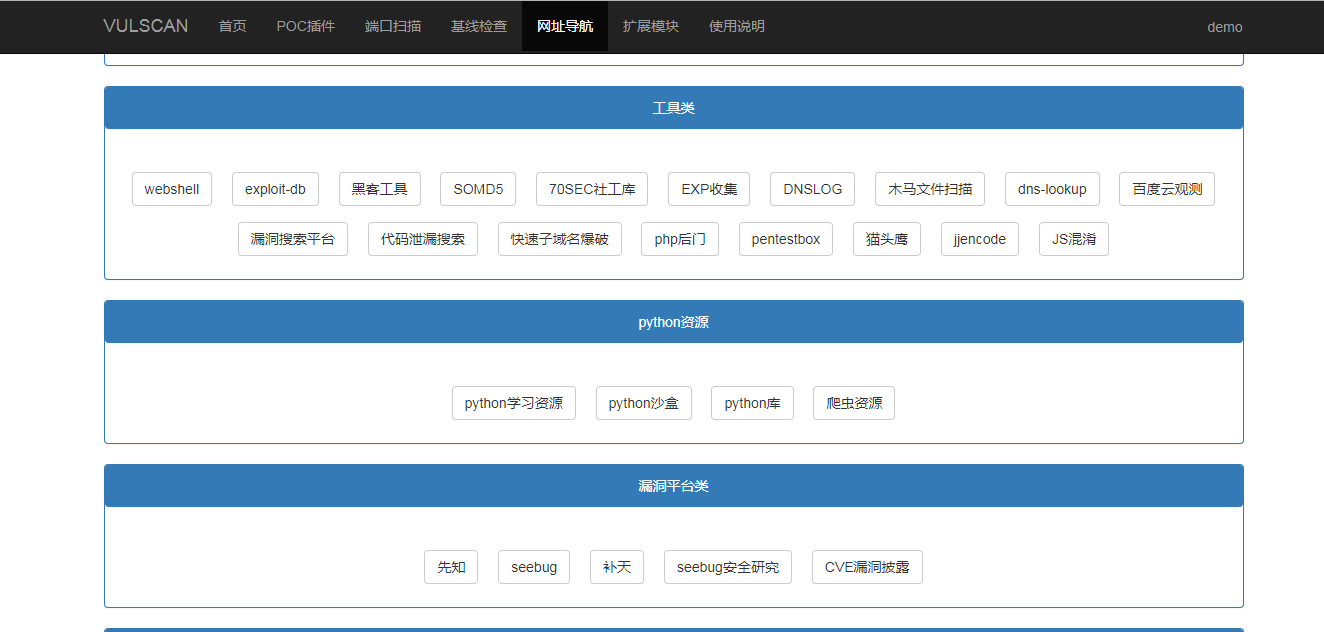 VULSCAN 首页 POC插件 端口扫描 基线检查 网址导航 扩展模块 使用说明 demo
工具类
webshell exploit-db 黑客工具 SOMD5 70SEC社工库 EXP收集 DNSLOG 木马文件扫描 dns-lookup 百度云观测
漏洞搜索平台 代码泄漏搜索 快速子域名爆破 php后门 pentestbox 猫头鹰 jjencode JS混淆
python资源
python学习资源 python沙盒 python库 爬虫资源
漏洞平台类
先知 seebug 补天 seebug安全研究 CVE漏洞披露